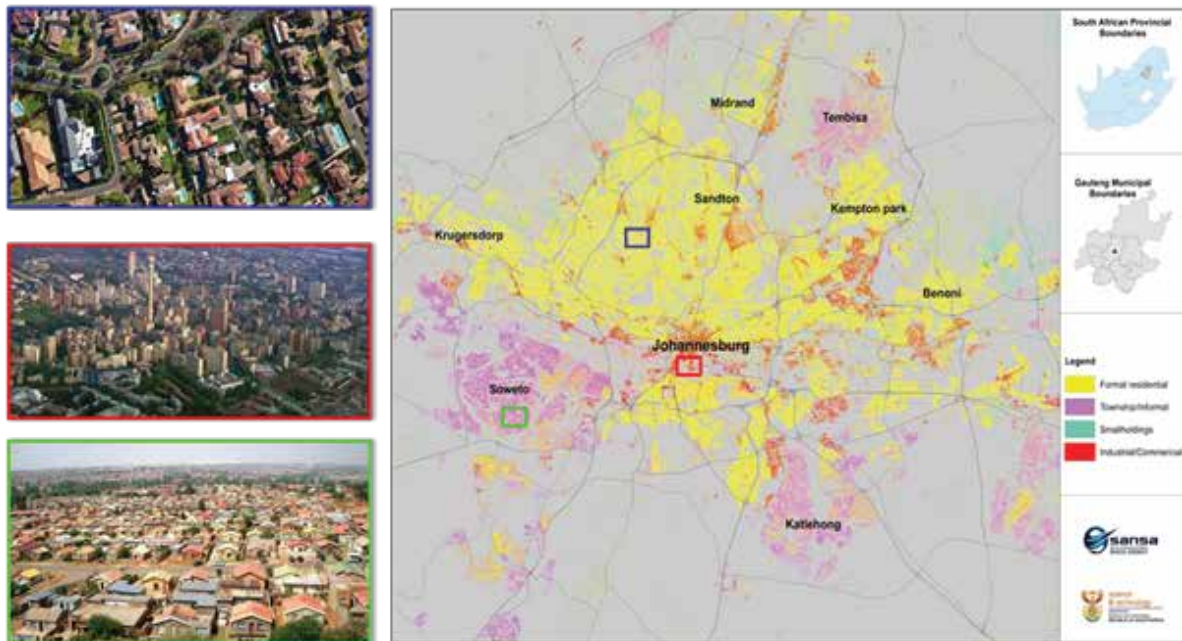 South African Provincial
Boundaries
Midrand
Tembisa
Gauteng Municipal
Boundaries
Sandton
Kempton park
Krugersdorp
Benoni
Johannesburg
Soweto
Katlehong
Legend
Formal residential
Township/Informal
Smallholdings
Industrial/Commercial
sansa